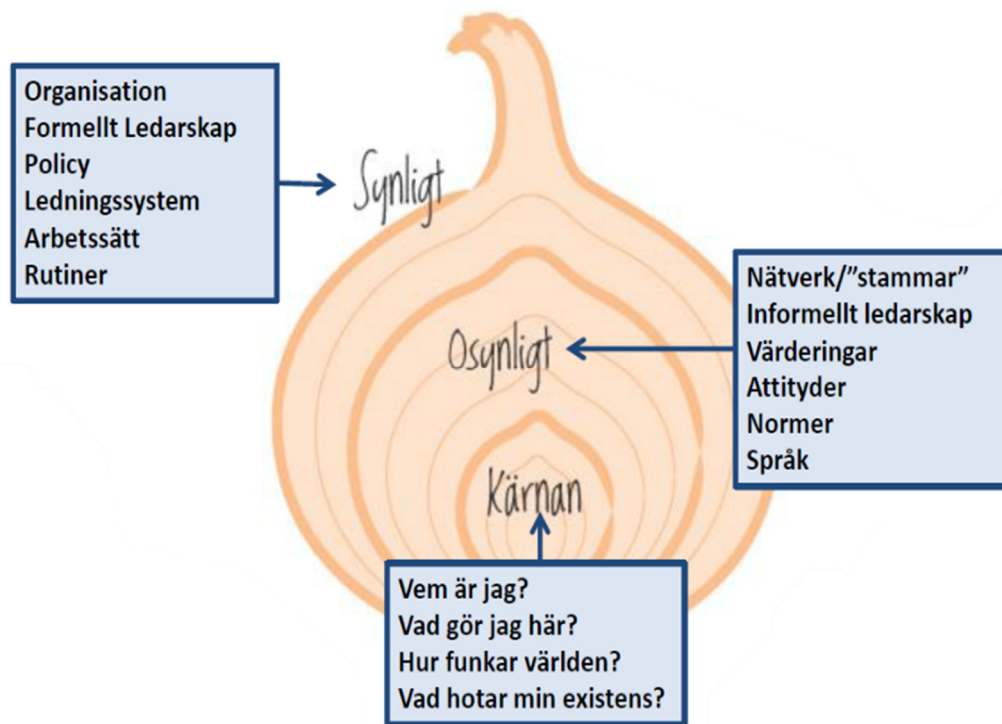 Organisation
Formellt Ledarskap
Policy
Ledningssystem
Arbetssätt
Rutiner
Synligt
Nätverk/”stammar”
Informellt ledarskap
Värderingar
Attityder
Normer
Språk
Osynligt
Kärnan
Vem är jag?
Vad gör jag här?
Hur funkar världen?
Vad hotar min existens?